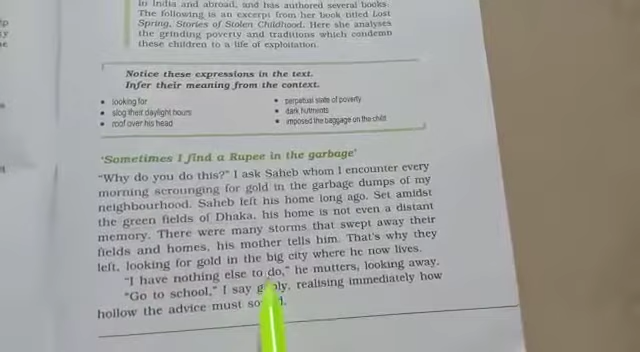 in India and abroad, and has authored several books.
The following is an excerpt from her book titled Lost
Spring, Stories of Stolen Childhood. Here she analyses
the grinding poverty and traditions which condemn
these children to a life of exploitation.
Notice these expressions in the text.
Infer their meaning from the context.
• looking for
• slog their daylight hours
• roof over his head
• perpetual state of poverty
• dark hutments
• imposed the baggage on the child
'Sometimes I find a Rupee in the garbage'
"Why do you do this?" I ask Saheb whom I encounter every
morning scrounging for gold in the garbage dumps of my
neighbourhood. Saheb left his home long ago. Set amidst
the green fields of Dhaka, his home is not even a distant
memory. There were many storms that swept away their
fields and homes, his mother tells him. That's why they
left, looking for gold in the big city where he now lives.
"I have nothing else to do," he mutters, looking away.
"Go to school," I say realising immediately how
hollow the advice must